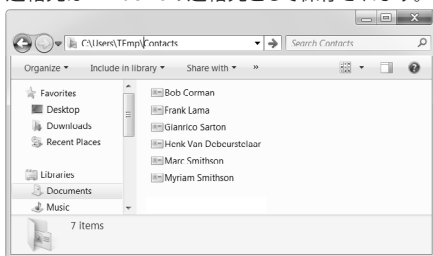 C:\Users\TEmp\Contacts
Search Contacts
Organize
Include in library
Share with
»
Favorites
Desktop
Downloads
Recent Places
Libraries
Documents
Music
Bob Corman
Frank Lama
Gianrico Sarton
Henk Van Debeurstelaar
Marc Smithson
Myriam Smithson
7 items